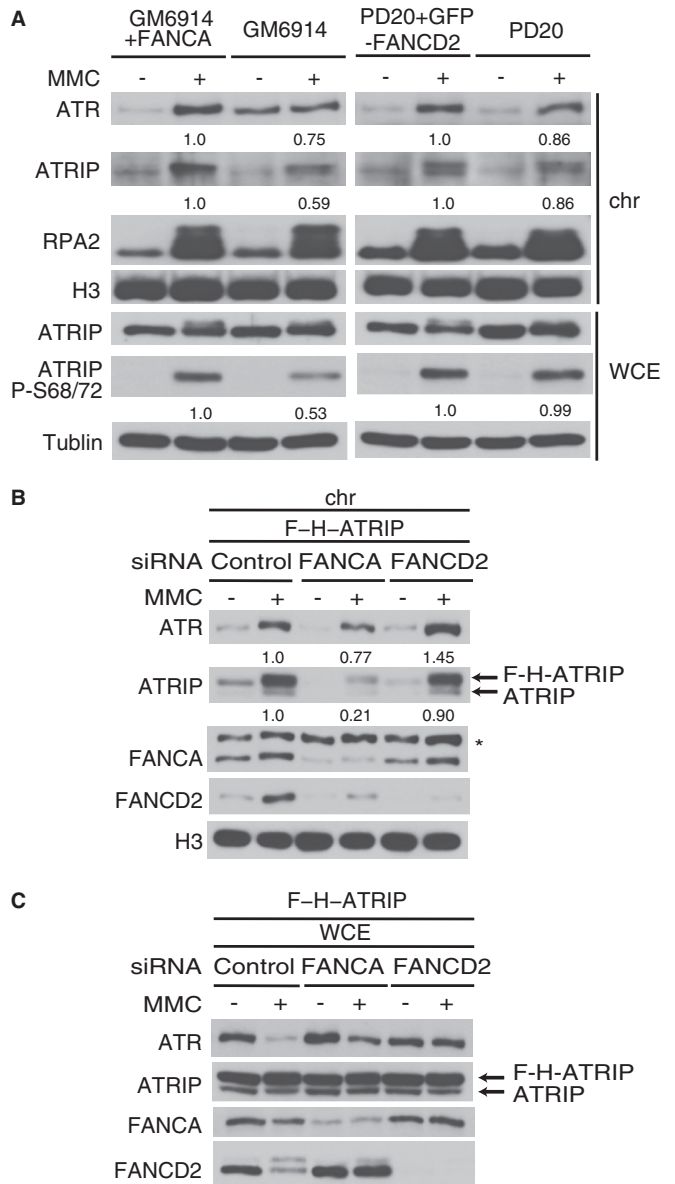 A
GM6914
+FANCA
GM6914
PD20+GFP
-FANCD2
PD20
MMC - + - + - + - +
ATR
1.0 0.75 1.0 0.86
ATRIP
1.0 0.59 1.0 0.86
chr
RPA2
H3
ATRIP
ATRIP
P-S68/72
WCE
1.0 0.53 1.0 0.99
Tublin
B
chr
F-H-ATRIP
siRNA Control FANCA FANCD2
MMC - + - + - +
ATR
1.0 0.77 1.45
ATRIP
F-H-ATRIP
ATRIP
1.0 0.21 0.90
*
FANCA
FANCD2
H3
C
F-H-ATRIP
WCE
siRNA Control FANCA FANCD2
MMC - + - + - +
ATR
ATRIP
F-H-ATRIP
ATRIP
FANCA
FANCD2